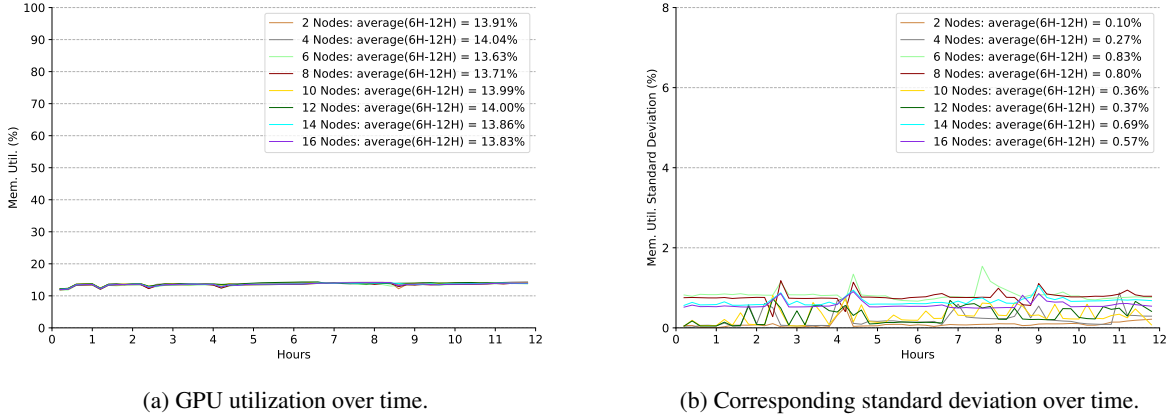 100
90
80
70
60
50
40
30
20
10
0
Mem. Util. (%)
0 1 2 3 4 5 6 7 8 9 10 11 12
Hours
2 Nodes: average(6H-12H) = 13.91%
4 Nodes: average(6H-12H) = 14.04%
6 Nodes: average(6H-12H) = 13.63%
8 Nodes: average(6H-12H) = 13.71%
10 Nodes: average(6H-12H) = 13.99%
12 Nodes: average(6H-12H) = 14.00%
14 Nodes: average(6H-12H) = 13.86%
16 Nodes: average(6H-12H) = 13.83%
(a) GPU utilization over time.
8
6
4
2
0
Mem. Util. Standard Deviation (%)
0 1 2 3 4 5 6 7 8 9 10 11 12
Hours
2 Nodes: average(6H-12H) = 0.10%
4 Nodes: average(6H-12H) = 0.27%
6 Nodes: average(6H-12H) = 0.83%
8 Nodes: average(6H-12H) = 0.80%
10 Nodes: average(6H-12H) = 0.36%
12 Nodes: average(6H-12H) = 0.37%
14 Nodes: average(6H-12H) = 0.69%
16 Nodes: average(6H-12H) = 0.57%
(b) Corresponding standard deviation over time.